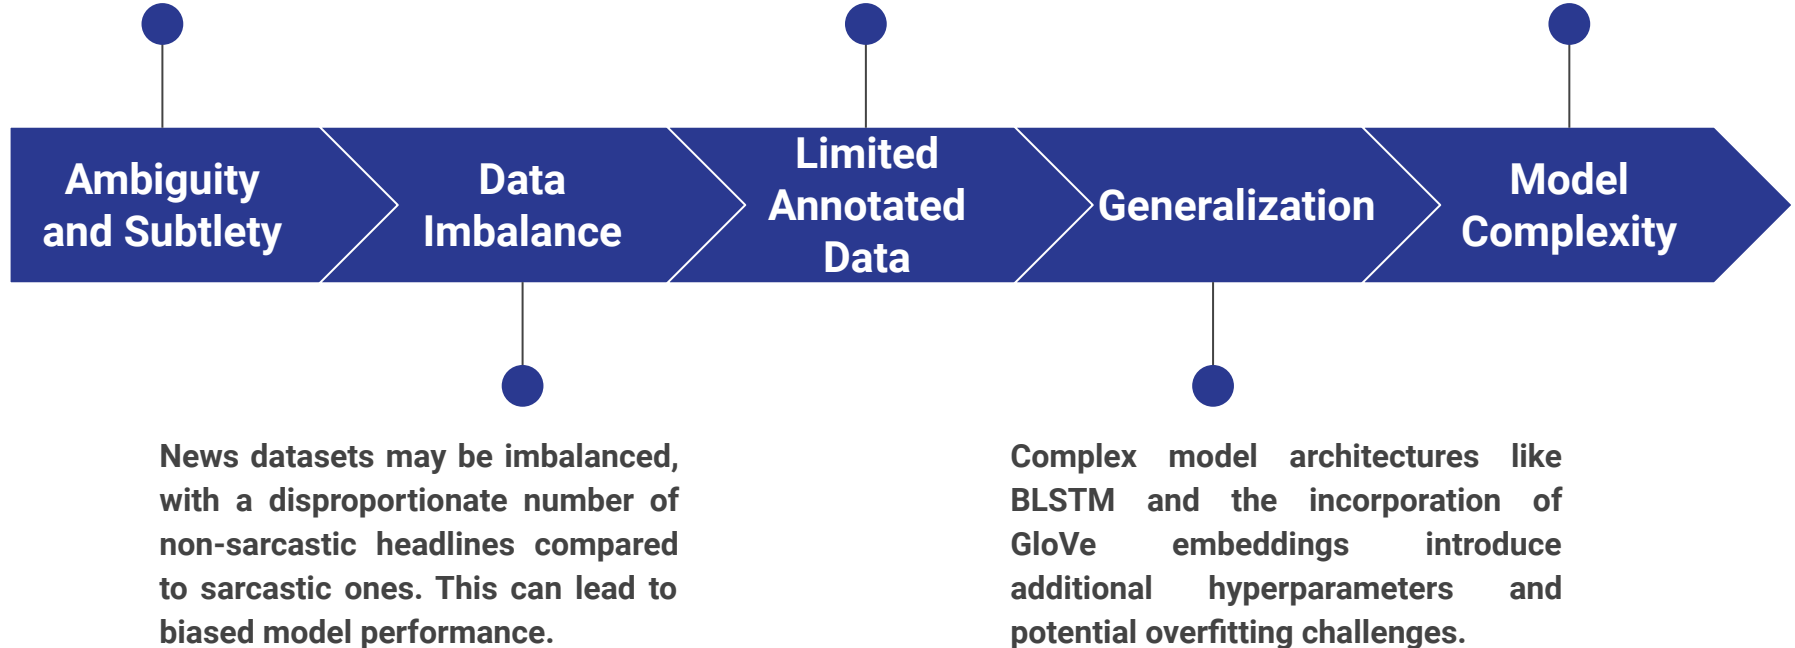 Ambiguity
and Subtlety
Data
Imbalance
Limited
Annotated
Data
Generalization
Model
Complexity
News datasets may be imbalanced,
with a disproportionate number of
non-sarcastic headlines compared
to sarcastic ones. This can lead to
biased model performance.
Complex model architectures like
BLSTM and the incorporation of
GloVe embeddings introduce
additional hyperparameters and
potential overfitting challenges.